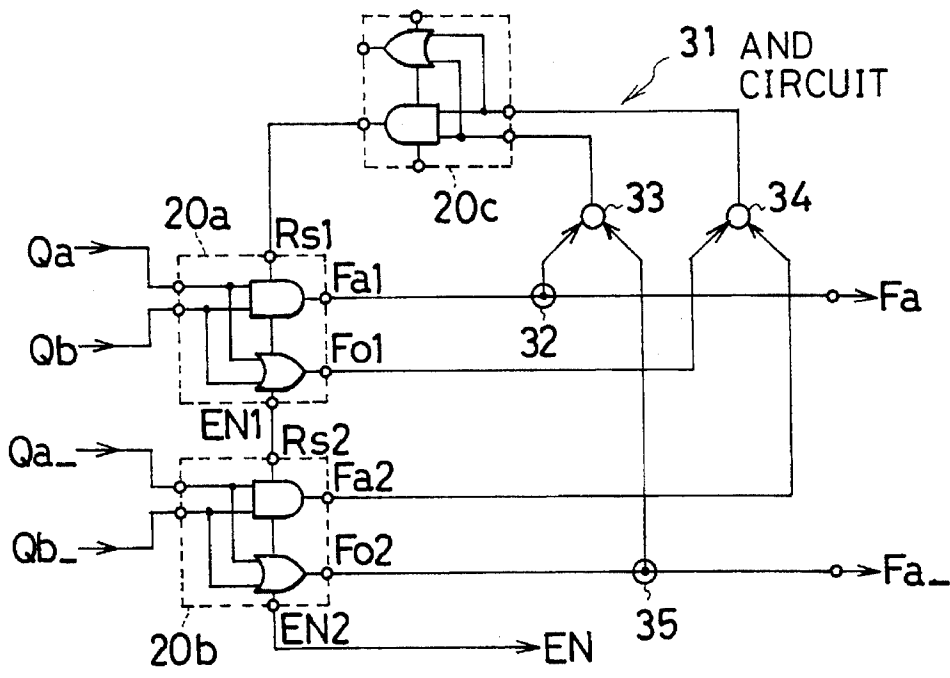 31 AND
CIRCUIT
20c
33
34
20a
Rs1
Qa
Fa1
Fa
32
Qb
Fo1
EN1
Rs2
Qa_
Fa2
Qb_
Fo2
Fa_
35
20b
EN2
EN